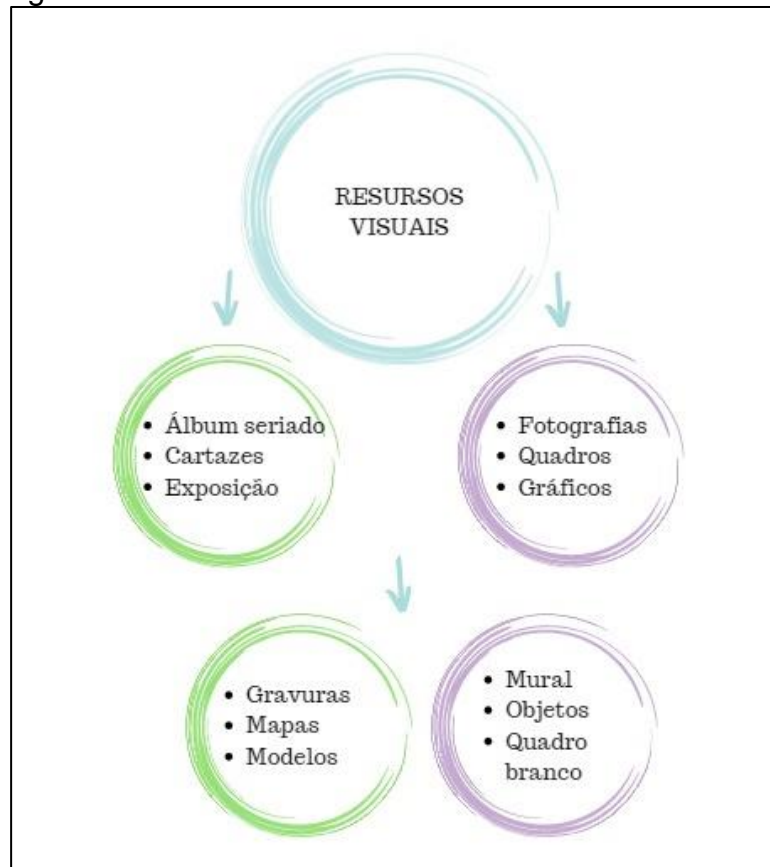 RESURSOS
VISUAIS
• Álbum seriado
• Cartazes
• Exposição
• Fotografias
• Quadros
• Gráficos
• Gravuras
• Mapas
• Modelos
• Mural
• Objetos
• Quadro
branco